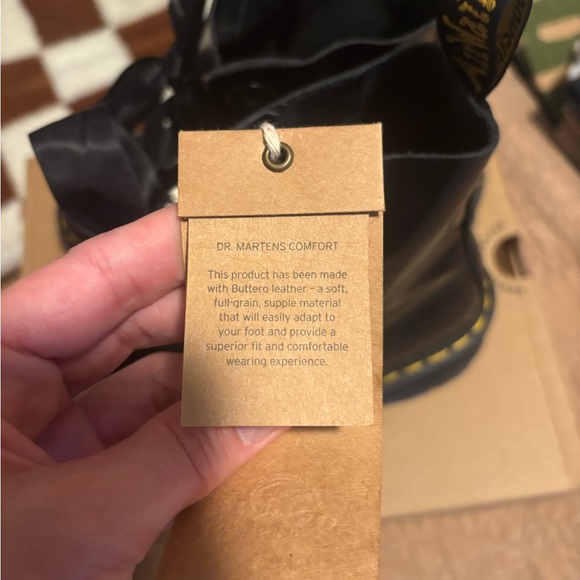 DR. MARTENS COMFORT
This product has been made
with Buttero leather - a soft,
full-grain, supple material
that will easily adapt to
your foot and provide a
superior fit and comfortable
wearing experience.